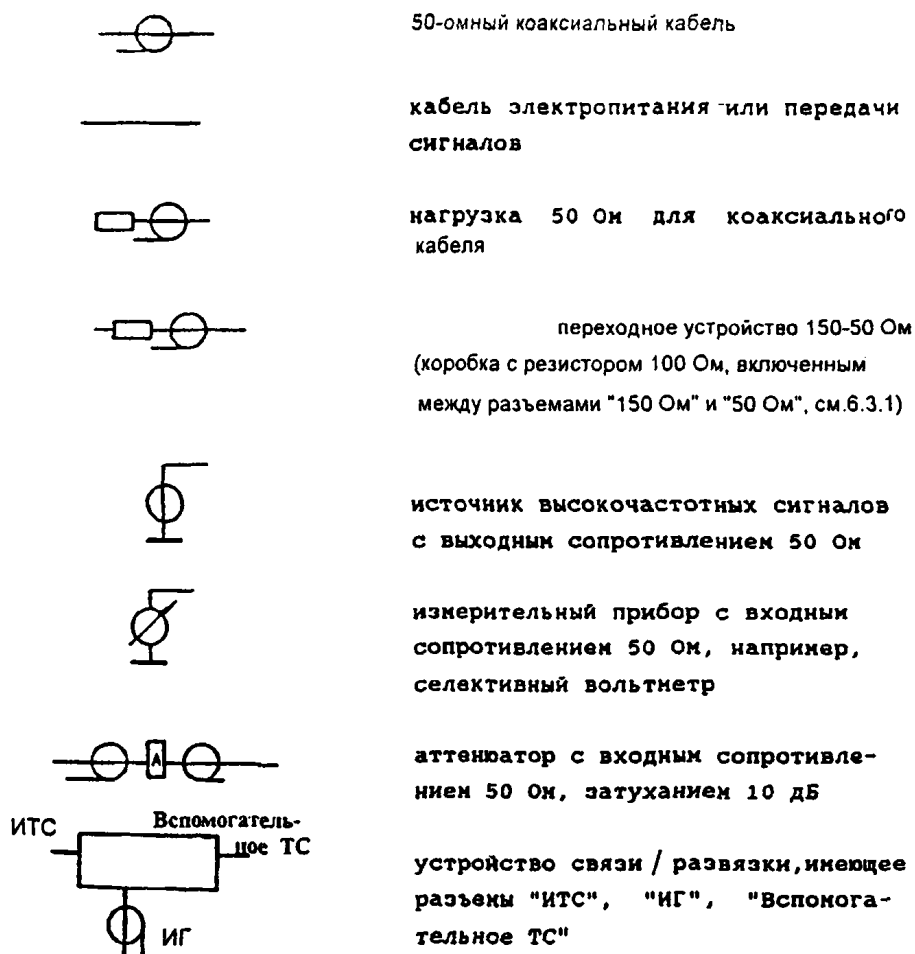 50-омный коаксиальный кабель
кабель электропитания или передачи
сигналов
нагрузка 50 Ом для коаксиального
кабеля
переходное устройство 150-50 Ом
(коробка с резистором 100 Ом, включенным
между разъемами "150 Ом" и "50 Ом", см.6.3.1)
источник высокочастотных сигналов
с выходным сопротивлением 50 Ом
измерительный прибор с входным
сопротивлением 50 Ом, например,
селективный вольтметр
А
аттенюатор с входным сопротивле-
нием 50 Ом, затуханием 10 дБ
ИТС
Вспомогатель-
ное ТС
ИГ
устройство связи / развязки,имеющее
разъемы "ИТС", "ИГ", "Вспомога-
тельное ТС"